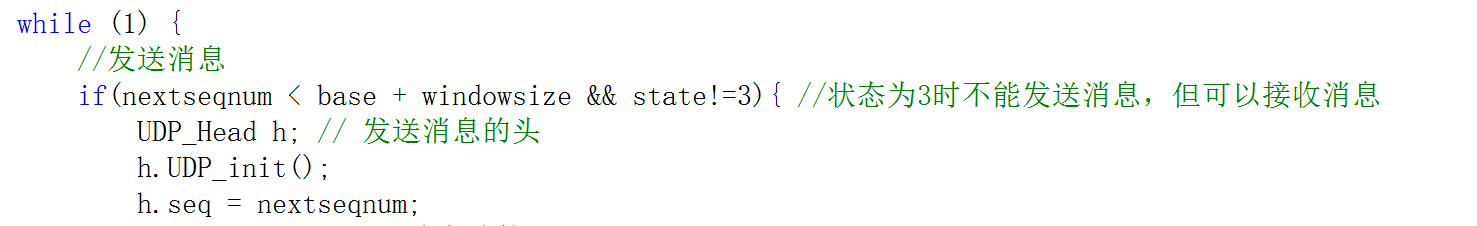 while (1) {
//发送消息
if(nextseqnum < base + windowsize && state!=3){ //状态为3时不能发送消息，但可以接收消息
UDP_Head h; // 发送消息的头
h.UDP_init();
h.seq = nextseqnum;